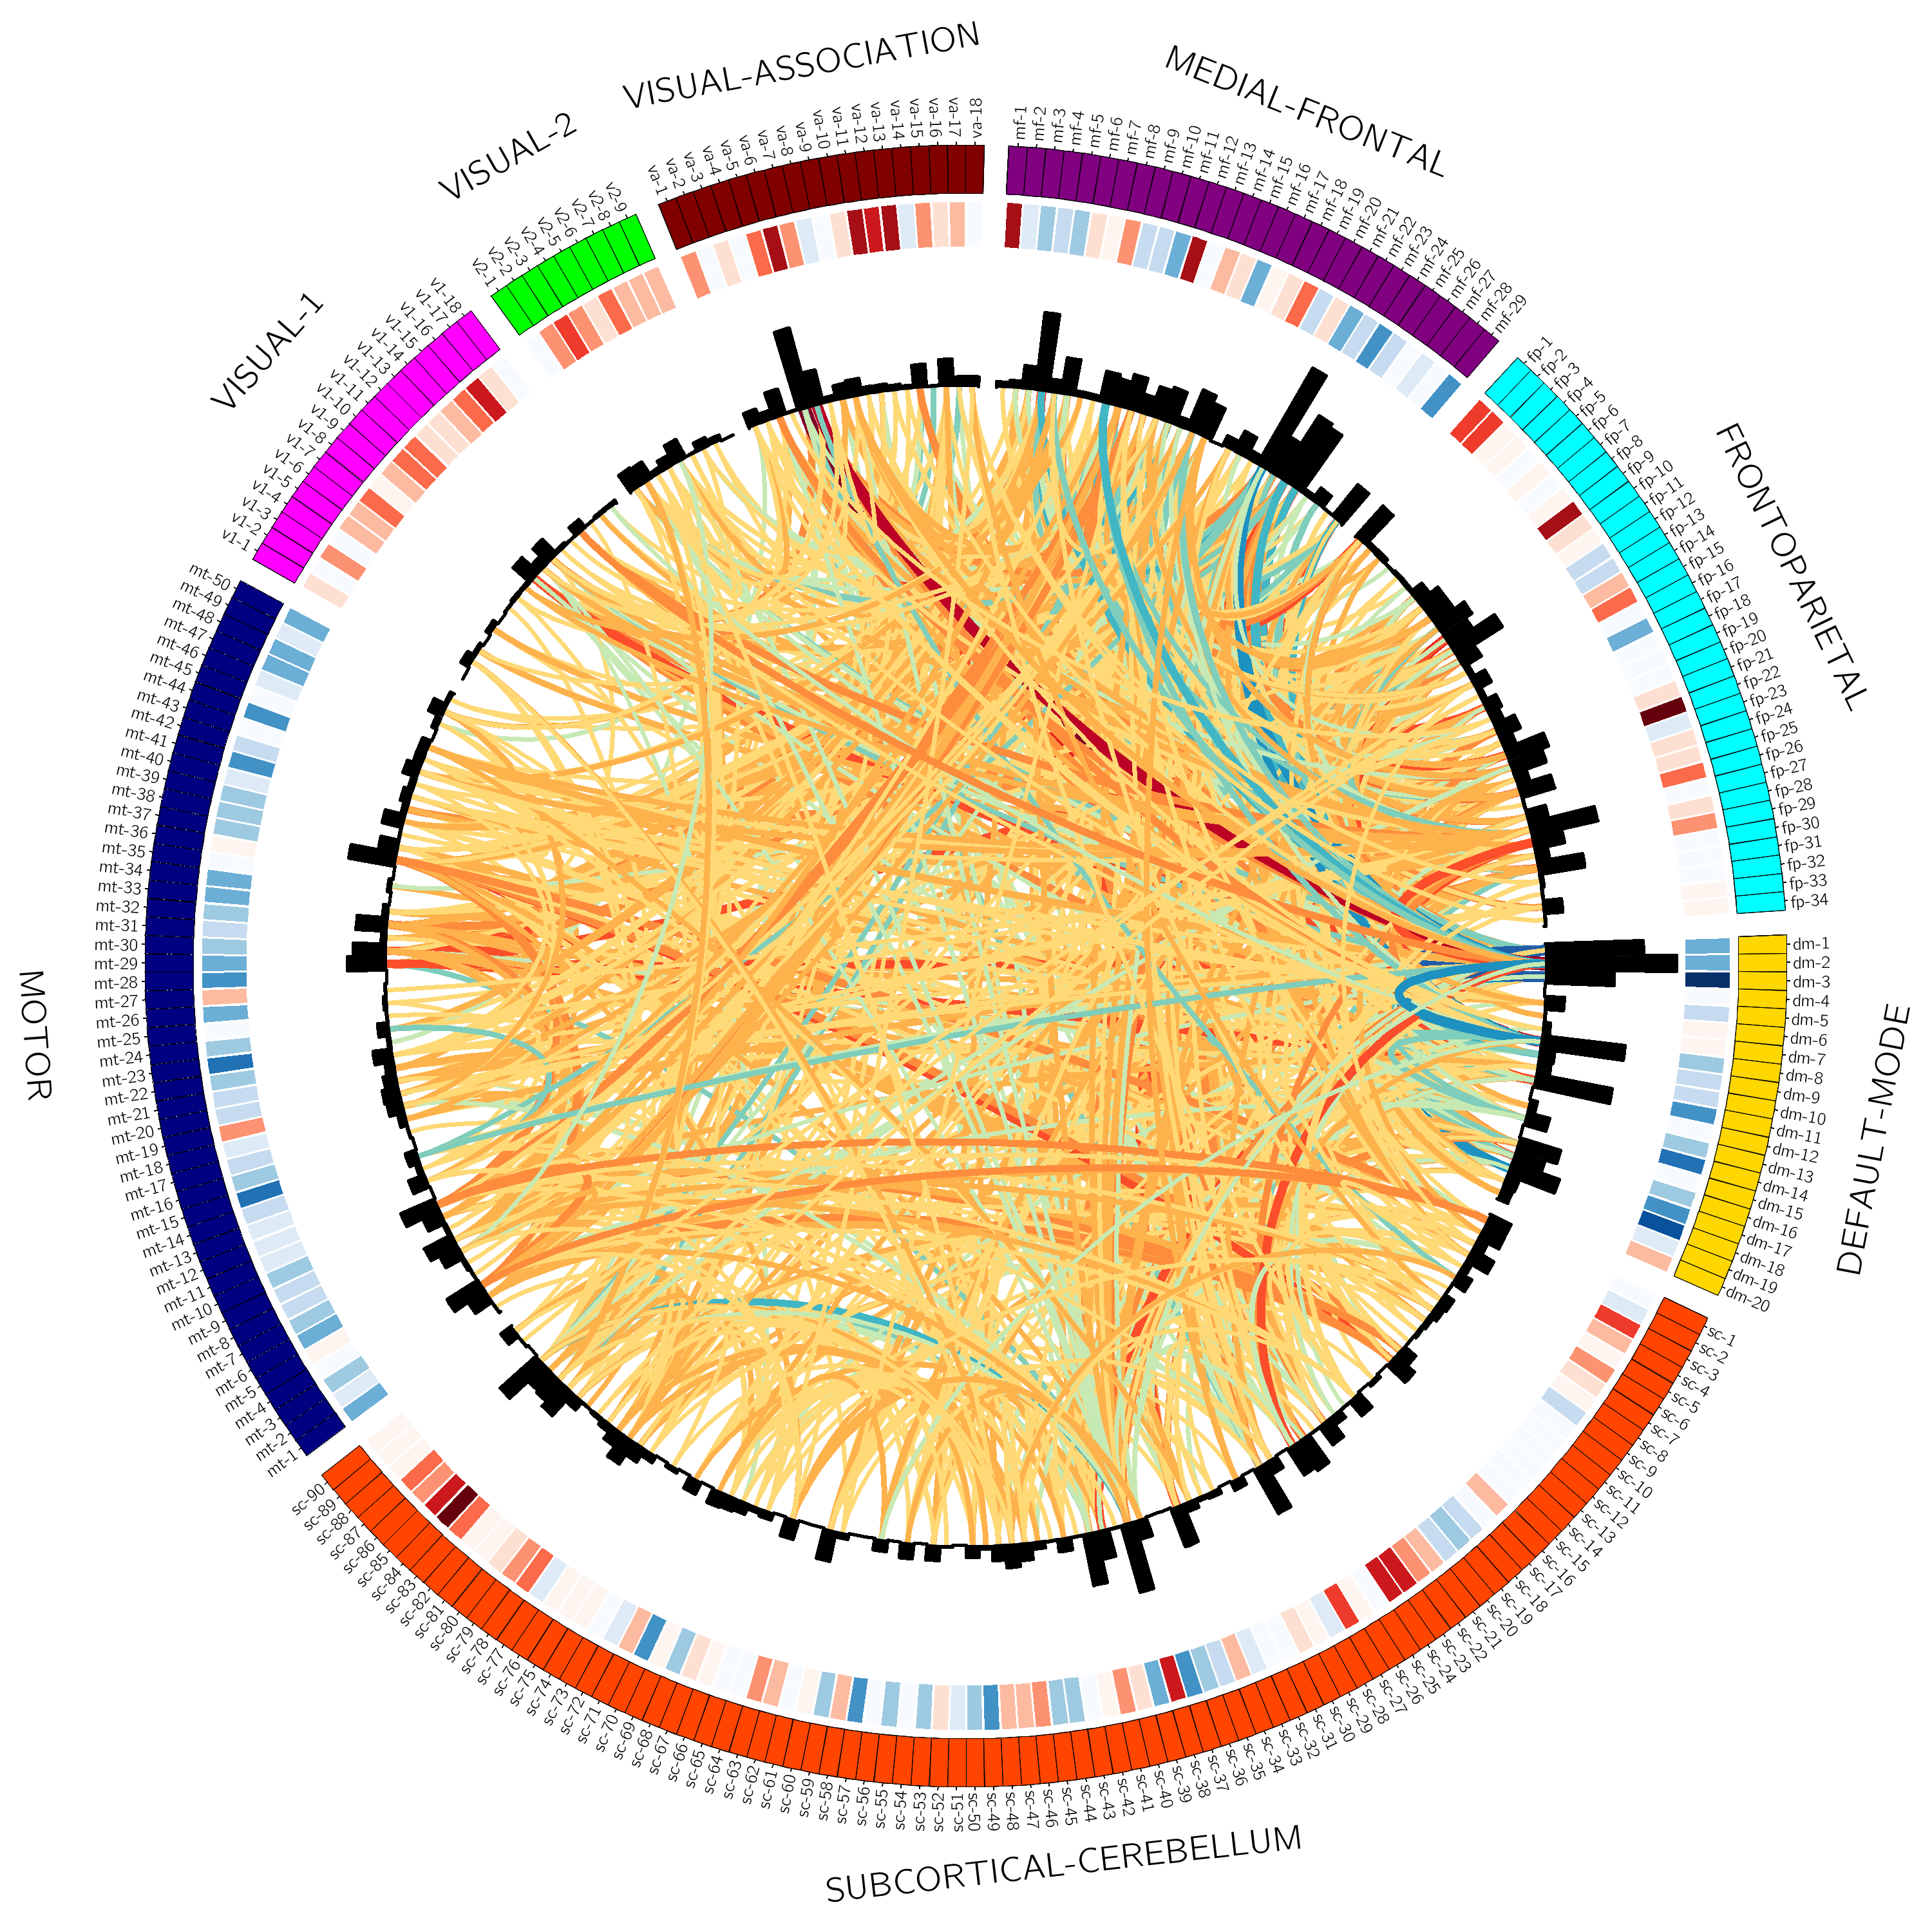 VISUAL-ASSOCIATION
MEDIAL-FRONTAL
FRONTOPARIETAL
DEFAULT-MODE
SUBCORTICAL-CEREBELLUM
MOTOR
VISUAL-1
VISUAL-2
va-1
va-2
va-3
va-4
va-5
va-6
va-7
va-8
va-9
va-10
va-11
va-12
va-13
va-14
va-15
va-16
va-17
va-18
mf-1
mf-2
mf-3
mf-4
mf-5
mf-6
mf-7
mf-8
mf-9
mf-10
mf-11
mf-12
mf-13
mf-14
mf-15
mf-16
mf-17
mf-18
mf-19
mf-20
mf-21
mf-22
mf-23
mf-24
mf-25
mf-26
mf-27
mf-28
mf-29
fp-1
fp-2
fp-3
fp-4
fp-5
fp-6
fp-7
fp-8
fp-9
fp-10
fp-11
fp-12
fp-13
fp-14
fp-15
fp-16
fp-17
fp-18
fp-19
fp-20
fp-21
fp-22
fp-23
fp-24
fp-25
fp-26
fp-27
fp-28
fp-29
fp-30
fp-31
fp-32
fp-33
fp-34
dm-1
dm-2
dm-3
dm-4
dm-5
dm-6
dm-7
dm-8
dm-9
dm-10
dm-11
dm-12
dm-13
dm-14
dm-15
dm-16
dm-17
dm-18
dm-19
dm-20
sc-1
sc-2
sc-3
sc-4
sc-5
sc-6
sc-7
sc-8
sc-9
sc-10
sc-11
sc-12
sc-13
sc-14
sc-15
sc-16
sc-17
sc-18
sc-19
sc-20
sc-21
sc-22
sc-23
sc-24
sc-25
sc-26
sc-27
sc-28
sc-29
sc-30
sc-31
sc-32
sc-33
sc-34
sc-35
sc-36
sc-37
sc-38
sc-39
sc-40
sc-41
sc-42
sc-43
sc-44
sc-45
sc-46
sc-47
sc-48
sc-49
sc-50
sc-51
sc-52
sc-53
sc-54
sc-55
sc-56
sc-57
sc-58
sc-59
sc-60
sc-61
sc-62
sc-63
sc-64
sc-65
sc-66
sc-67
sc-68
sc-69
sc-70
sc-71
sc-72
sc-73
sc-74
sc-75
sc-76
sc-77
sc-78
sc-79
sc-80
sc-81
sc-82
sc-83
sc-84
sc-85
sc-86
sc-87
sc-88
sc-89
sc-90
mt-1
mt-2
mt-3
mt-4
mt-5
mt-6
mt-7
mt-8
mt-9
mt-10
mt-11
mt-12
mt-13
mt-14
mt-15
mt-16
mt-17
mt-18
mt-19
mt-20
mt-21
mt-22
mt-23
mt-24
mt-25
mt-26
mt-27
mt-28
mt-29
mt-30
mt-31
mt-32
mt-33
mt-34
mt-35
mt-36
mt-37
mt-38
mt-39
mt-40
mt-41
mt-42
mt-43
mt-44
mt-45
mt-46
mt-47
mt-48
mt-49
mt-50
v1-1
v1-2
v1-3
v1-4
v1-5
v1-6
v1-7
v1-8
v1-9
v1-10
v1-11
v1-12
v1-13
v1-14
v1-15
v1-16
v1-17
v1-18
v2-1
v2-2
v2-3
v2-4
v2-5
v2-6
v2-7
v2-8
v2-9